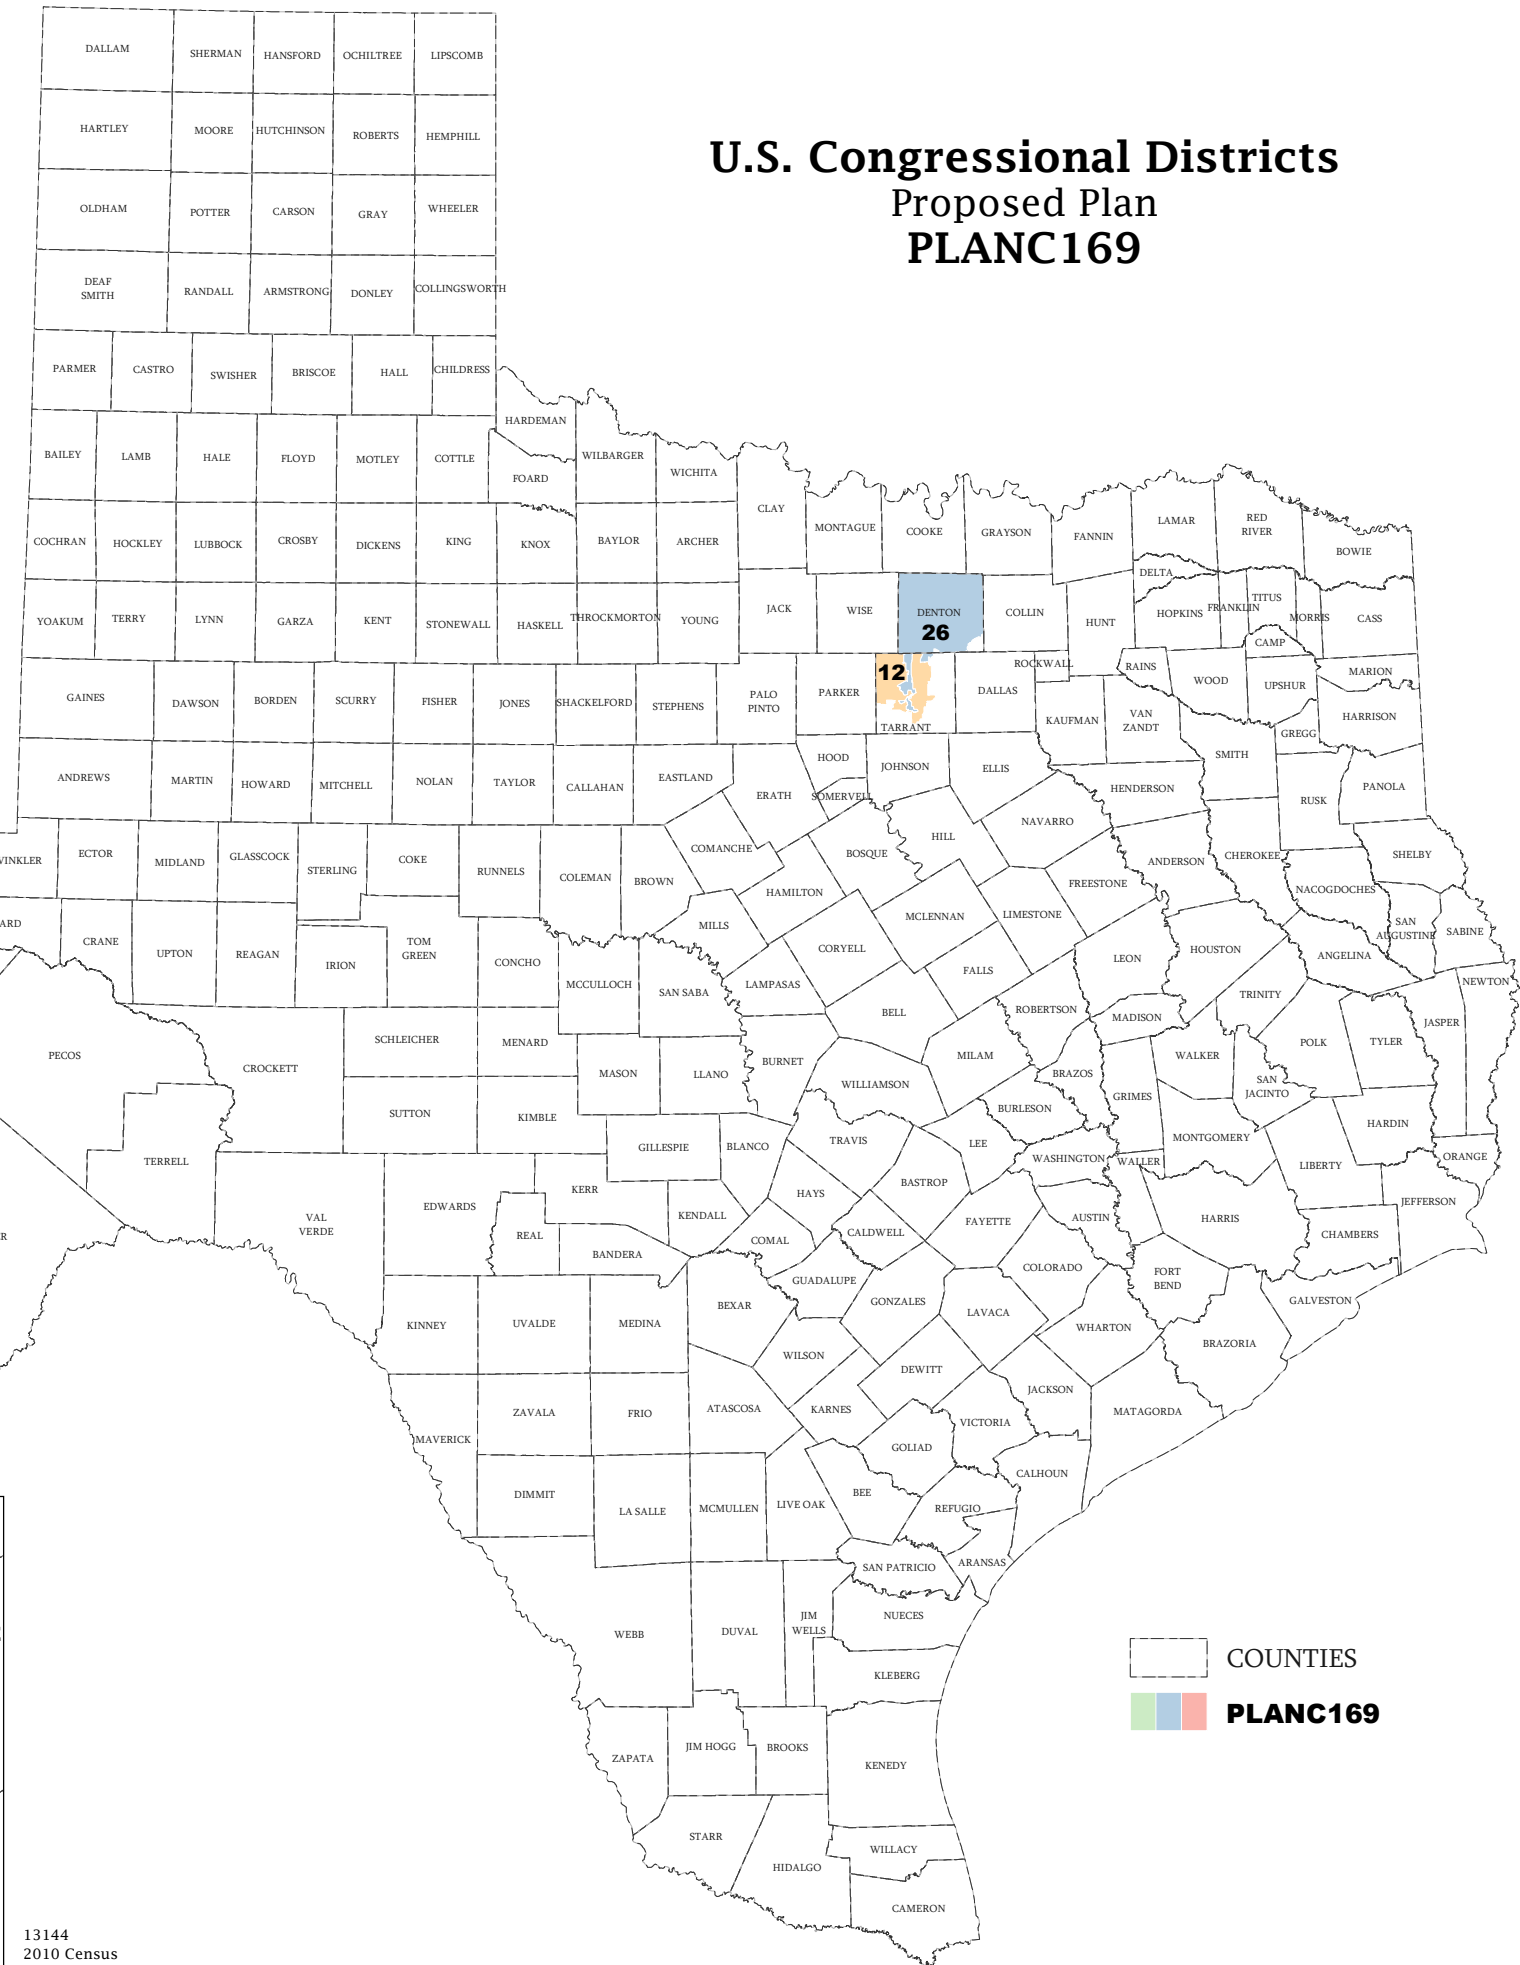 U.S. Congressional Districts
Proposed Plan
PLANC169
DALLAM
SHERMAN
HANSFORD
OCHILTREE
LIPSCOMB
HARTLEY
MOORE
HUTCHINSON
ROBERTS
HEMPHILL
OLDHAM
POTTER
CARSON
GRAY
WHEELER
DEAF
SMITH
RANDALL
ARMSTRONG
DONLEY
COLLINGSWORTH
PARMER
CASTRO
SWISHER
BRISCOE
HALL
CHILDRESS
HARDEMAN
BAILEY
LAMB
HALE
FLOYD
MOTLEY
COTTLE
FOARD
WILBARGER
WICHITA
CLAY
MONTAGUE
COOKE
GRAYSON
FANNIN
LAMAR
RED
RIVER
BOWIE
COCHRAN
HOCKLEY
LUBBOCK
CROSBY
DICKENS
KING
KNOX
BAYLOR
ARCHER
DELTA
YOAKUM
TERRY
LYNN
GARZA
KENT
STONEWALL
HASKELL
THROCKMORTON
YOUNG
JACK
WISE
DENTON
26
COLLIN
HUNT
HOPKINS
FRANKLIN
TITUS
MORRIS
CASS
CAMP
GAINES
DAWSON
BORDEN
SCURRY
FISHER
JONES
SHACKELFORD
STEPHENS
PALO
PINTO
PARKER
12
TARRANT
DALLAS
ROCKWALL
KAUFMAN
RAINS
VAN
ZANDT
WOOD
UPSHUR
MARION
HARRISON
GREGG
SMITH
ANDREWS
MARTIN
HOWARD
MITCHELL
NOLAN
TAYLOR
CALLAHAN
EASTLAND
ERATH
HOOD
SOMERVELL
JOHNSON
ELLIS
HENDERSON
RUSK
PANOLA
NAVARRO
HILL
BOSQUE
COMANCHE
WINKLER
ECTOR
MIDLAND
GLASSCOCK
STERLING
COKE
RUNNELS
COLEMAN
BROWN
HAMILTON
ANDERSON
CHEROKEE
SHELBY
NACOGDOCHES
FREESTONE
LIMESTONE
MCLENNAN
ARD
CRANE
UPTON
REAGAN
IRION
TOM
GREEN
CONCHO
MILLS
CORYELL
FALLS
LEON
HOUSTON
SAN
AUGUSTINE
SABINE
ANGELINA
NEWTON
MCCULLOCH
SAN SABA
LAMPASAS
BELL
ROBERTSON
MADISON
TRINITY
JASPER
TYLER
POLK
PECOS
CROCKETT
SCHLEICHER
MENARD
MASON
LLANO
BURNET
WILLIAMSON
MILAM
BRAZOS
WALKER
SAN
JACINTO
GRIMES
SUTTON
KIMBLE
BURLESON
HARDIN
TERRELL
GILLESPIE
BLANCO
TRAVIS
LEE
WASHINGTON
WALLER
MONTGOMERY
LIBERTY
ORANGE
JEFFERSON
R
VAL
VERDE
EDWARDS
KERR
REAL
BANDERA
KENDALL
HAYS
BASTROP
COMAL
CALDWELL
FAYETTE
AUSTIN
HARRIS
CHAMBERS
GUADALUPE
COLORADO
FORT
BEND
GALVESTON
KINNEY
UVALDE
MEDINA
BEXAR
GONZALES
LAVACA
WHARTON
BRAZORIA
WILSON
DEWITT
JACKSON
MATAGORDA
MAVERICK
ZAVALA
FRIO
ATASCOSA
KARNES
VICTORIA
GOLIAD
CALHOUN
DIMMIT
LA SALLE
MCMULLEN
LIVE OAK
BEE
REFUGIO
SAN PATRICIO
ARANSAS
WEBB
DUVAL
JIM
WELLS
NUECES
KLEBERG
ZAPATA
JIM HOGG
BROOKS
KENEDY
STARR
HIDALGO
WILLACY
CAMERON
COUNTIES
PLANC169
13144
2010 Census